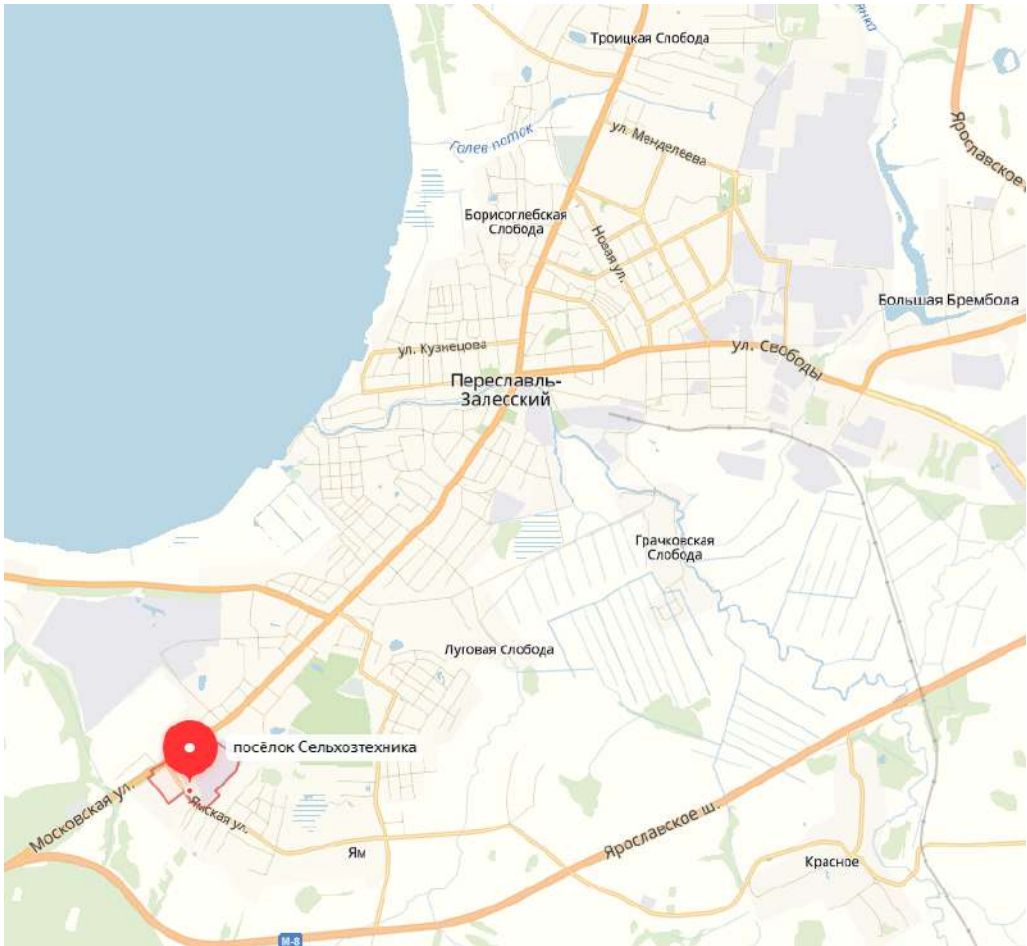 Троицкая Слобода
Ярославское
ул. Менделеева
Галев поток
Борисоглебская
Слобода
Новая ул.
Большая Брембола
ул. Кузнецова
ул. Свободы
Переславль-
Залесский
Грачковская
Слобода
Луговая Слобода
посёлок Сельхозтехника
Московская ул.
Ямская ул.
Ярославское ш.
Ям
Красное
М-8